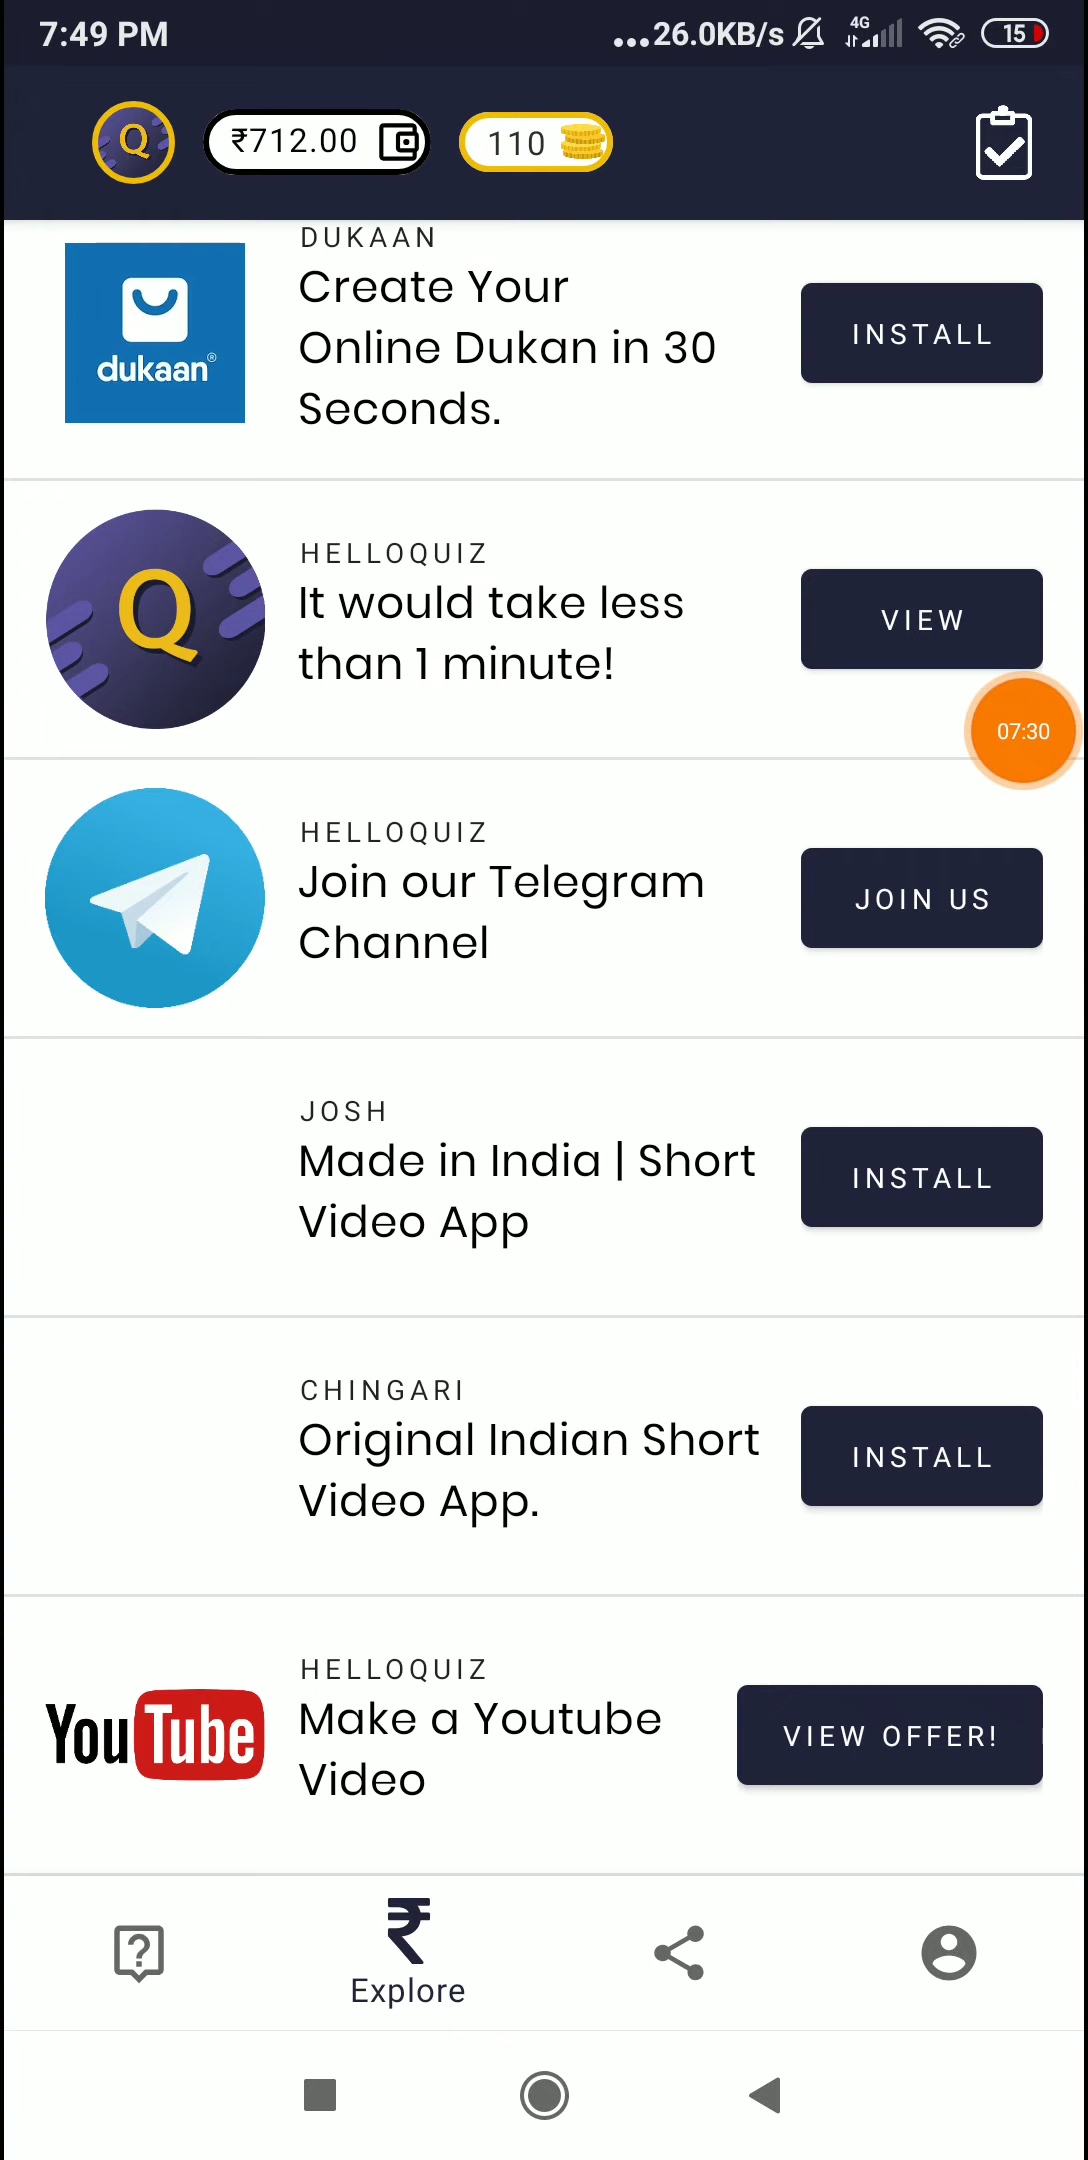 7:49 PM
...26.0KB/s 4G 15
Q ₹712.00 110
DUKAAN
Create Your
Online Dukan in 30
Seconds.
dukaan®
INSTALL
Q
HELLOQUIZ
It would take less
than 1 minute!
VIEW
07:30
HELLOQUIZ
Join our Telegram
Channel
JOIN US
JOSH
Made in India | Short
Video App
INSTALL
CHINGARI
Original Indian Short
Video App.
INSTALL
YouTube
HELLOQUIZ
Make a Youtube
Video
VIEW OFFER!
₹
Explore